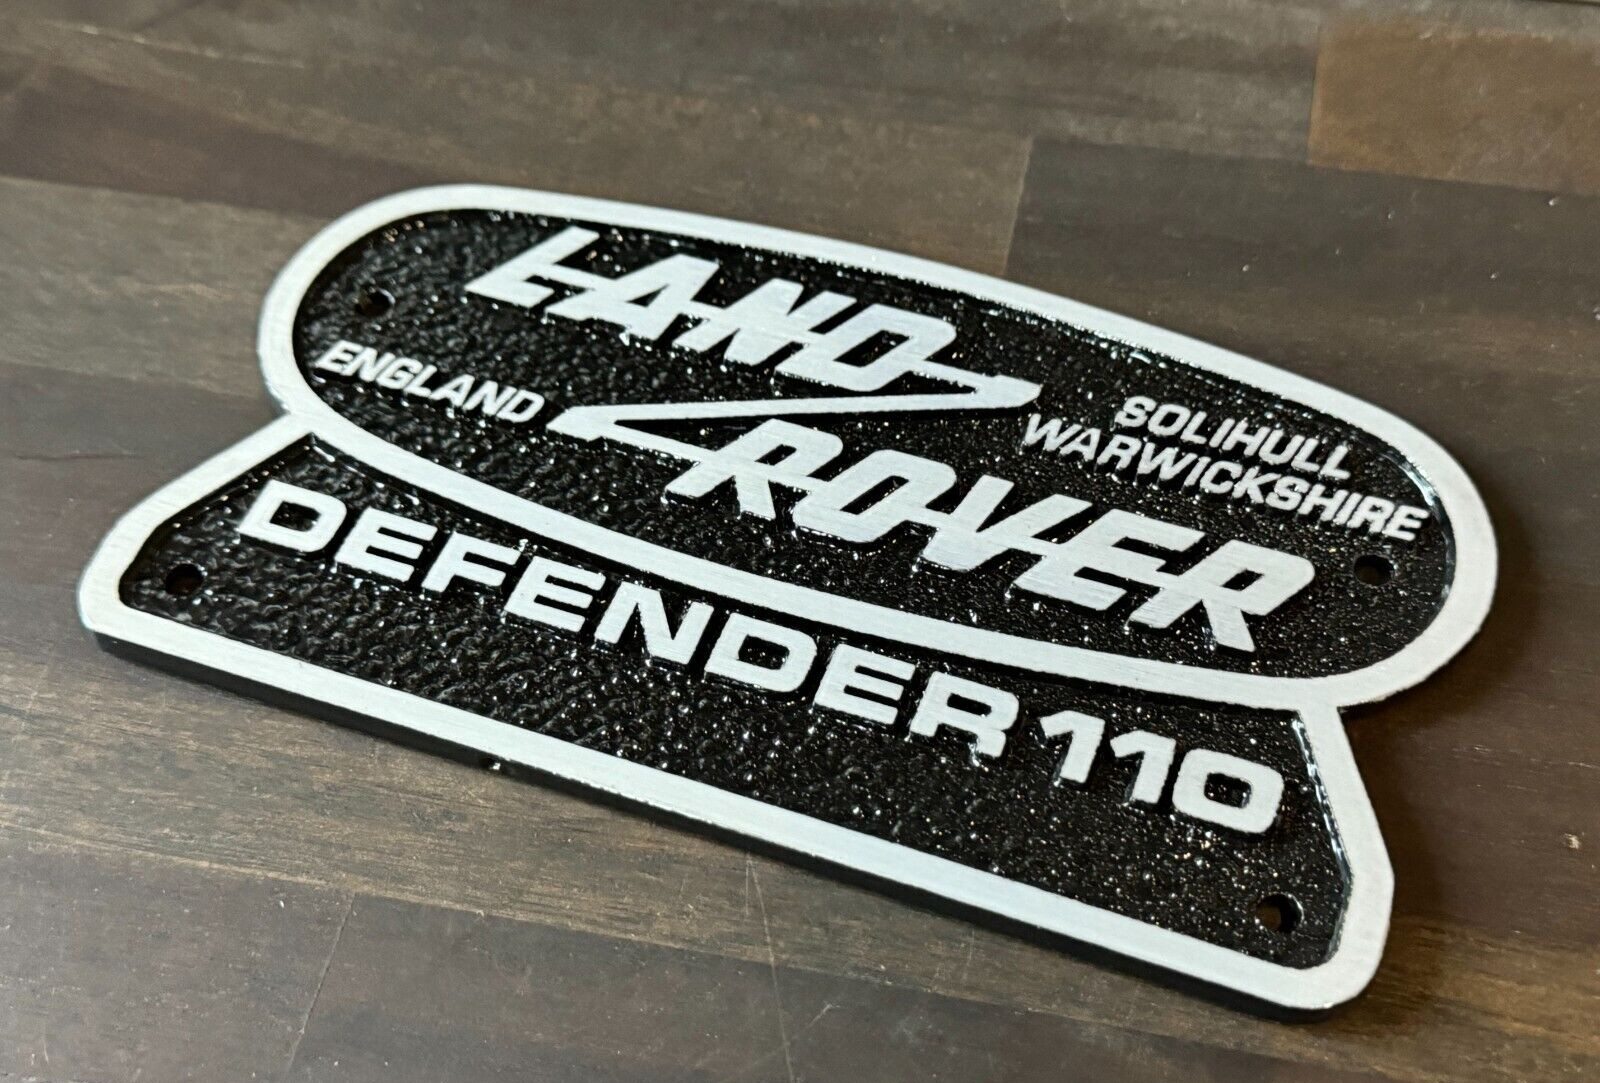 LAND
ENGLAND
SOLIHULL
WARWICKSHIRE
ROVER
DEFENDER 110